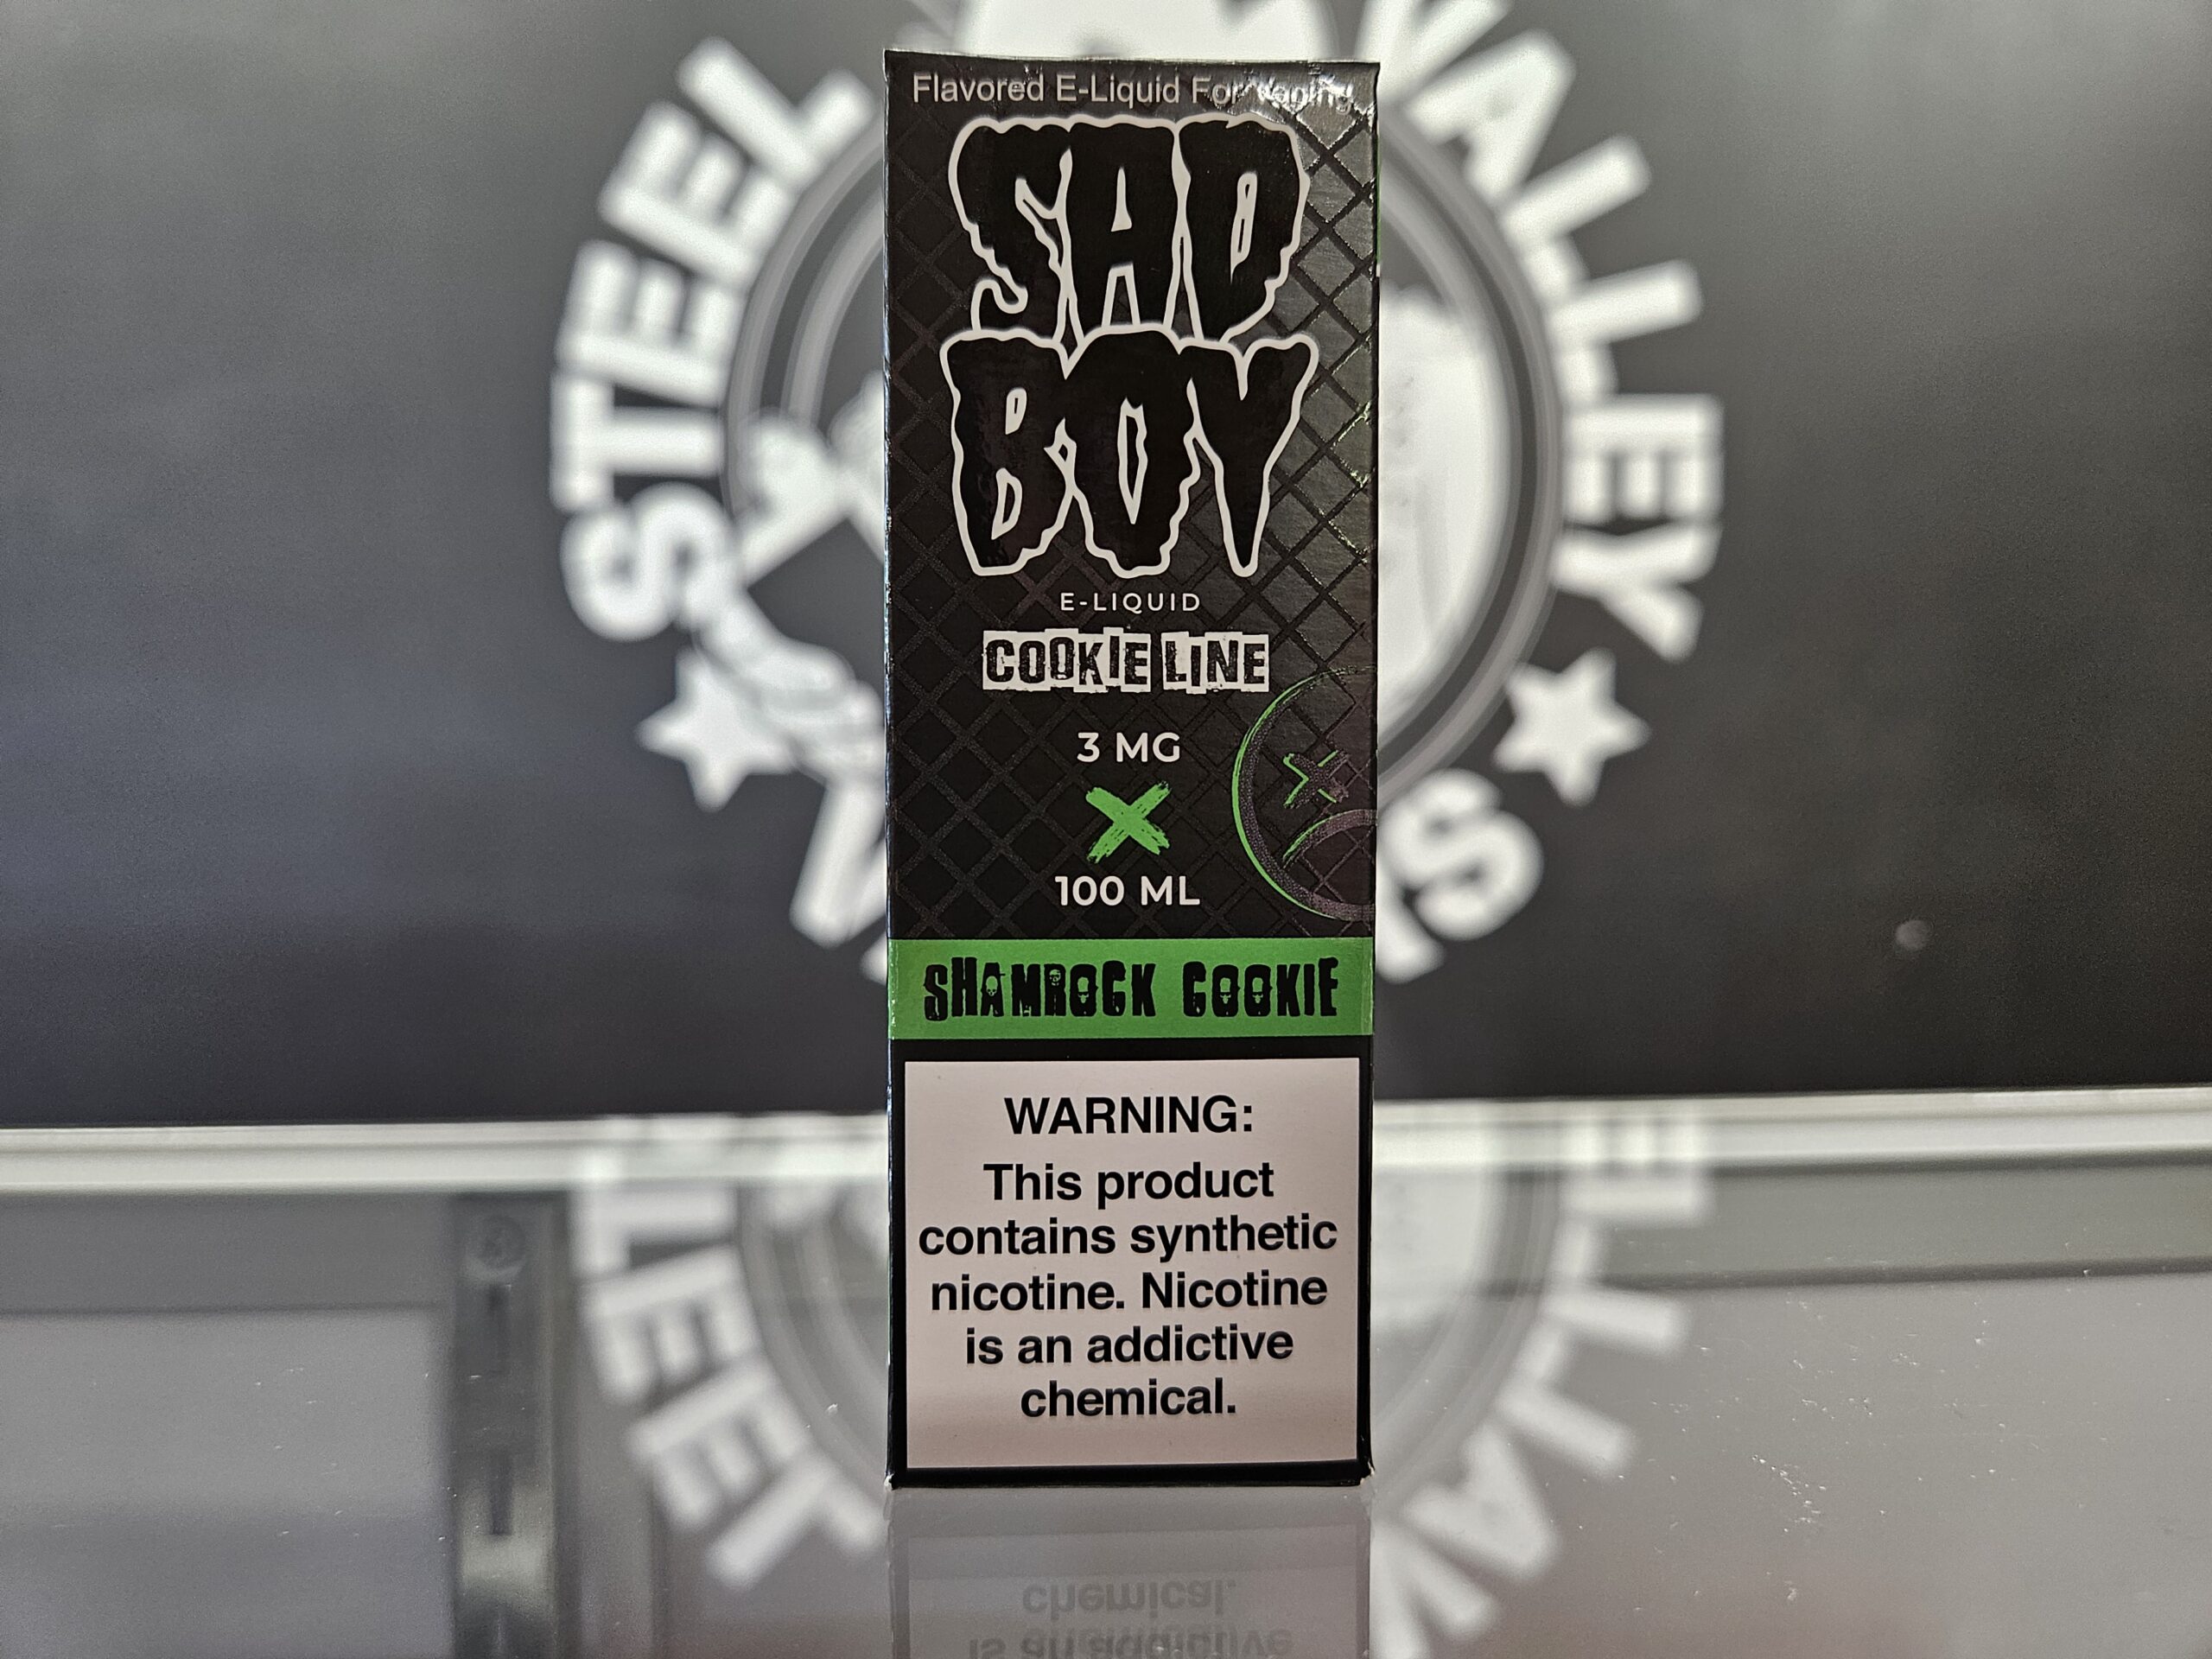 Flavored E-Liquid For Vaping
SAD
BOY
E-LIQUID
COOKIE LINE
3 MG
X
100 ML
SHAMROCK COOKIE
WARNING:
This product
contains synthetic
nicotine. Nicotine
is an addictive
chemical.
STEEL VALLEY